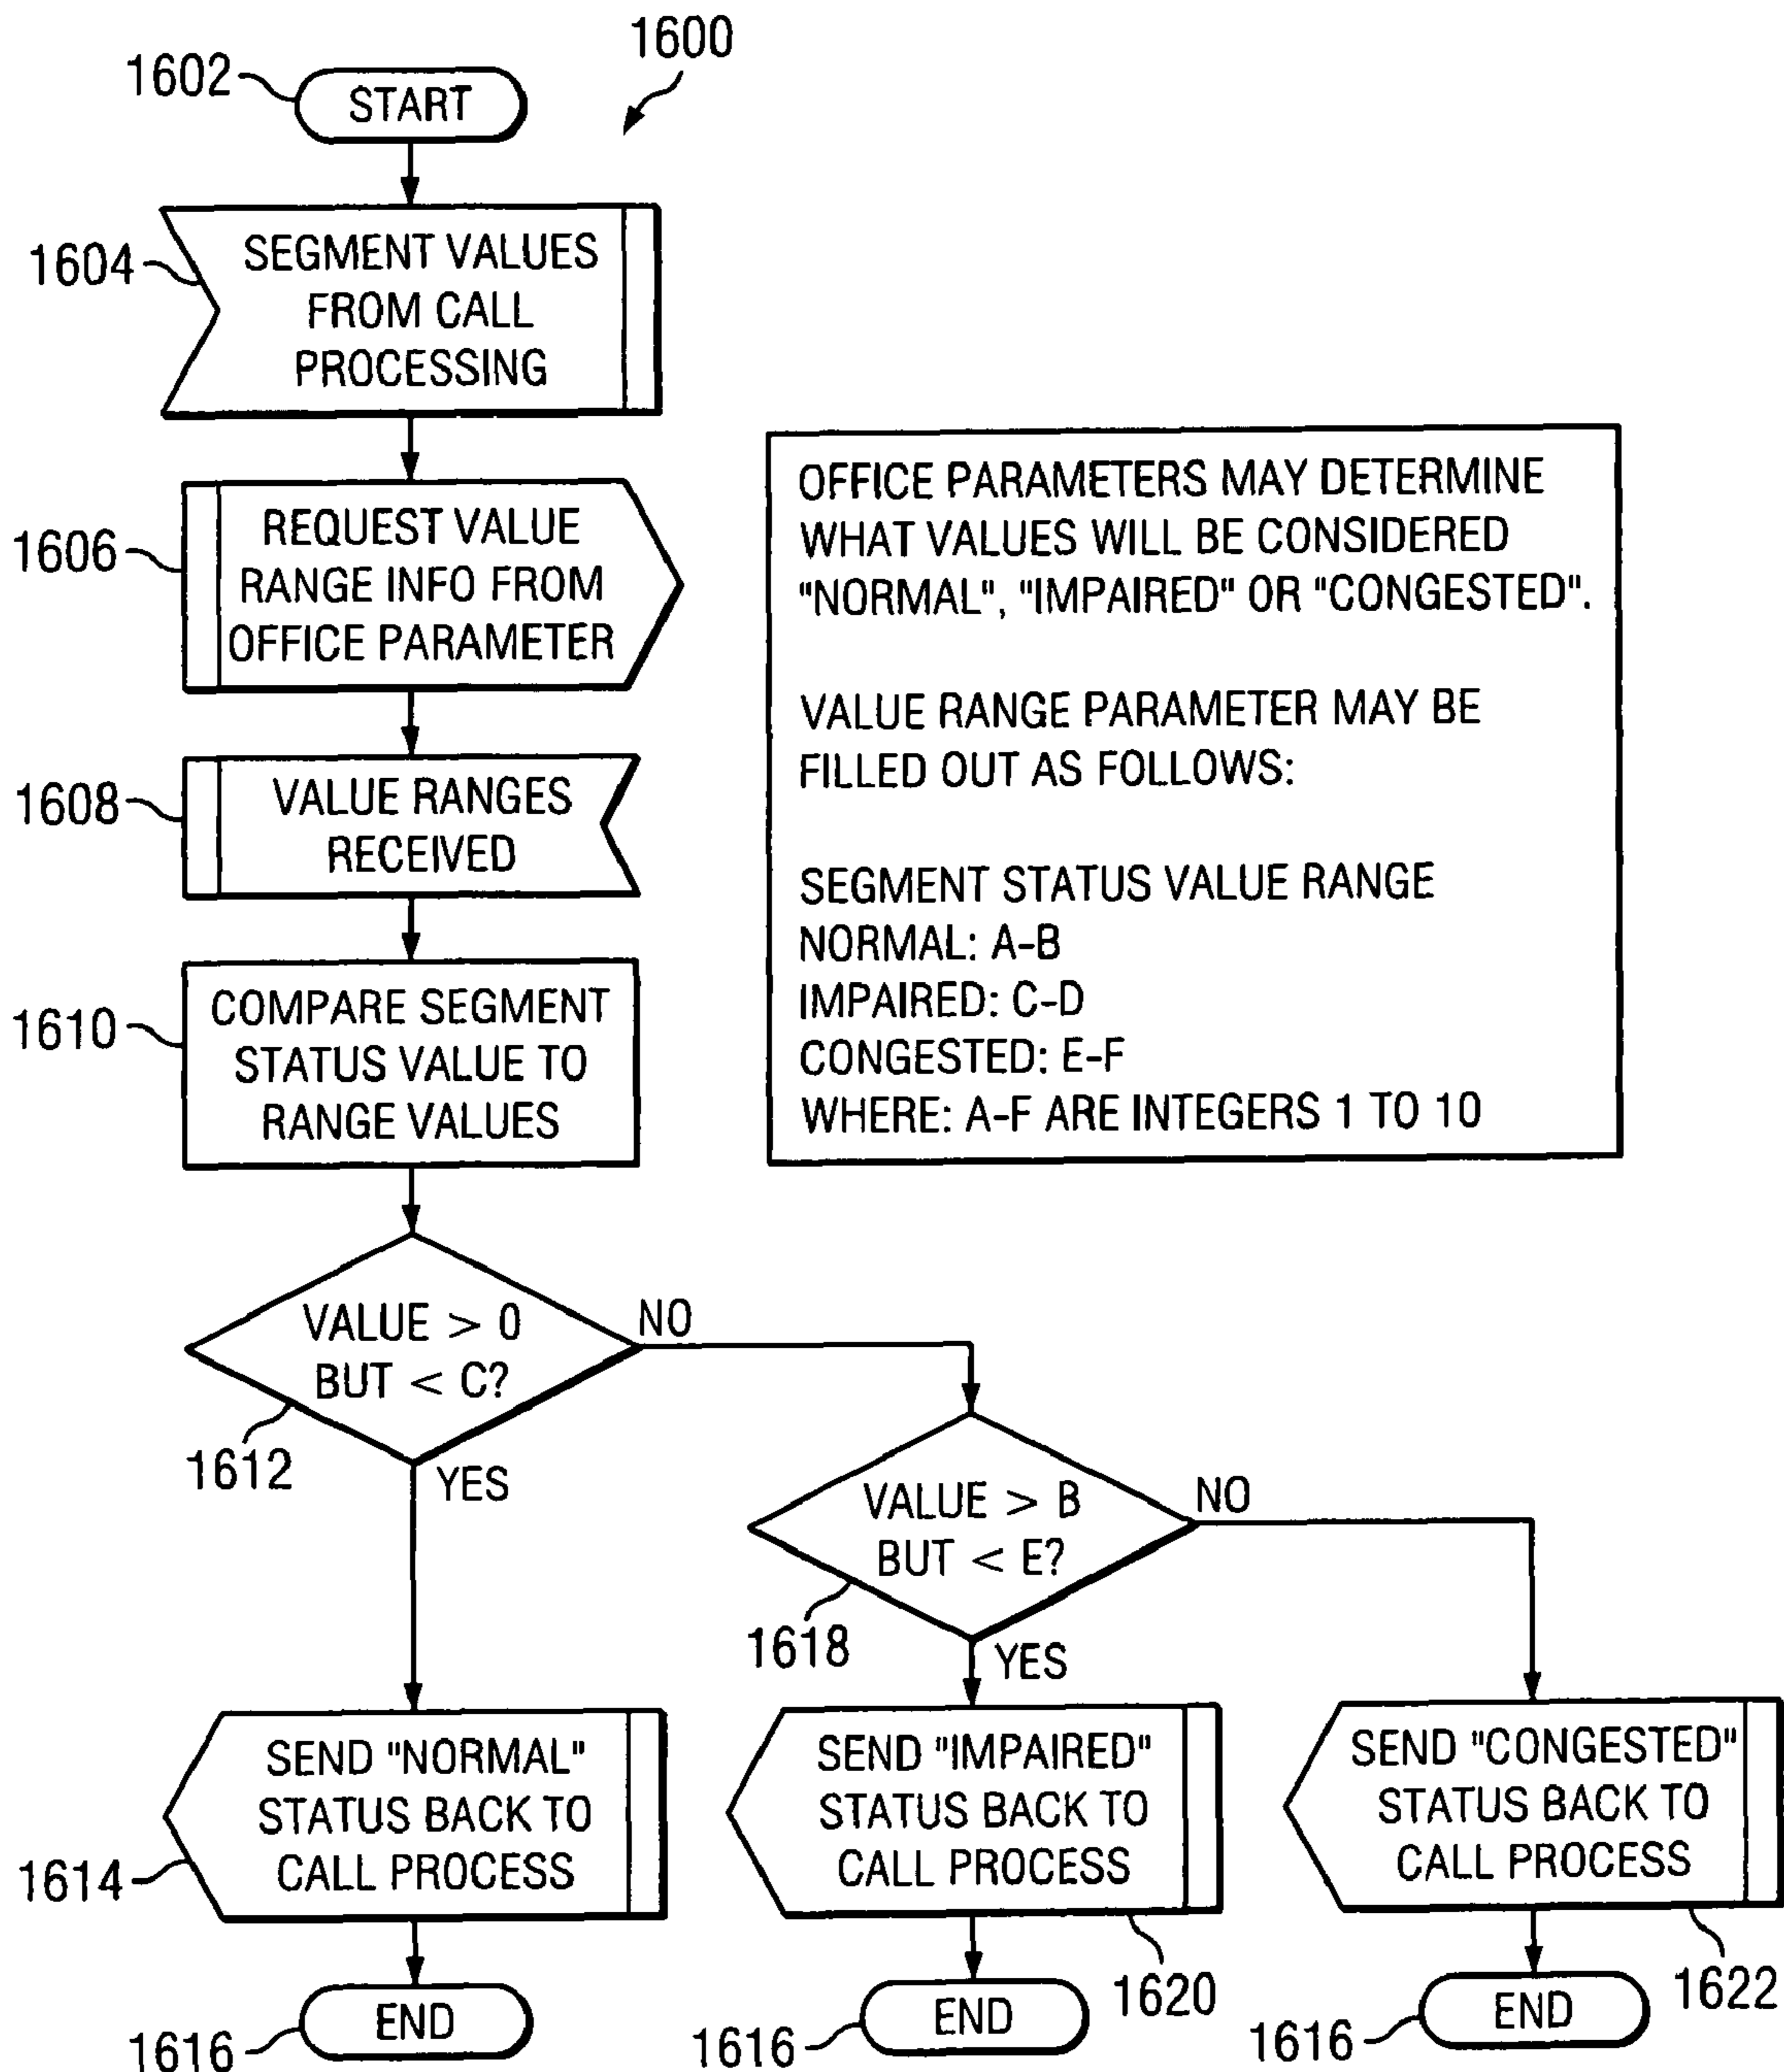 1600
1602
START
1604
SEGMENT VALUES
FROM CALL
PROCESSING
1606
REQUEST VALUE
RANGE INFO FROM
OFFICE PARAMETER
1608
VALUE RANGES
RECEIVED
1610
COMPARE SEGMENT
STATUS VALUE TO
RANGE VALUES
OFFICE PARAMETERS MAY DETERMINE
WHAT VALUES WILL BE CONSIDERED
"NORMAL", "IMPAIRED" OR "CONGESTED".
VALUE RANGE PARAMETER MAY BE
FILLED OUT AS FOLLOWS:
SEGMENT STATUS VALUE RANGE
NORMAL: A-B
IMPAIRED: C-D
CONGESTED: E-F
WHERE: A-F ARE INTEGERS 1 TO 10
VALUE > 0
BUT < C?
NO
1612
YES
VALUE > B
BUT < E?
NO
1618
YES
SEND "NORMAL"
STATUS BACK TO
CALL PROCESS
1614
SEND "IMPAIRED"
STATUS BACK TO
CALL PROCESS
1620
SEND "CONGESTED"
STATUS BACK TO
CALL PROCESS
1622
END
1616
END
1616
END
1616